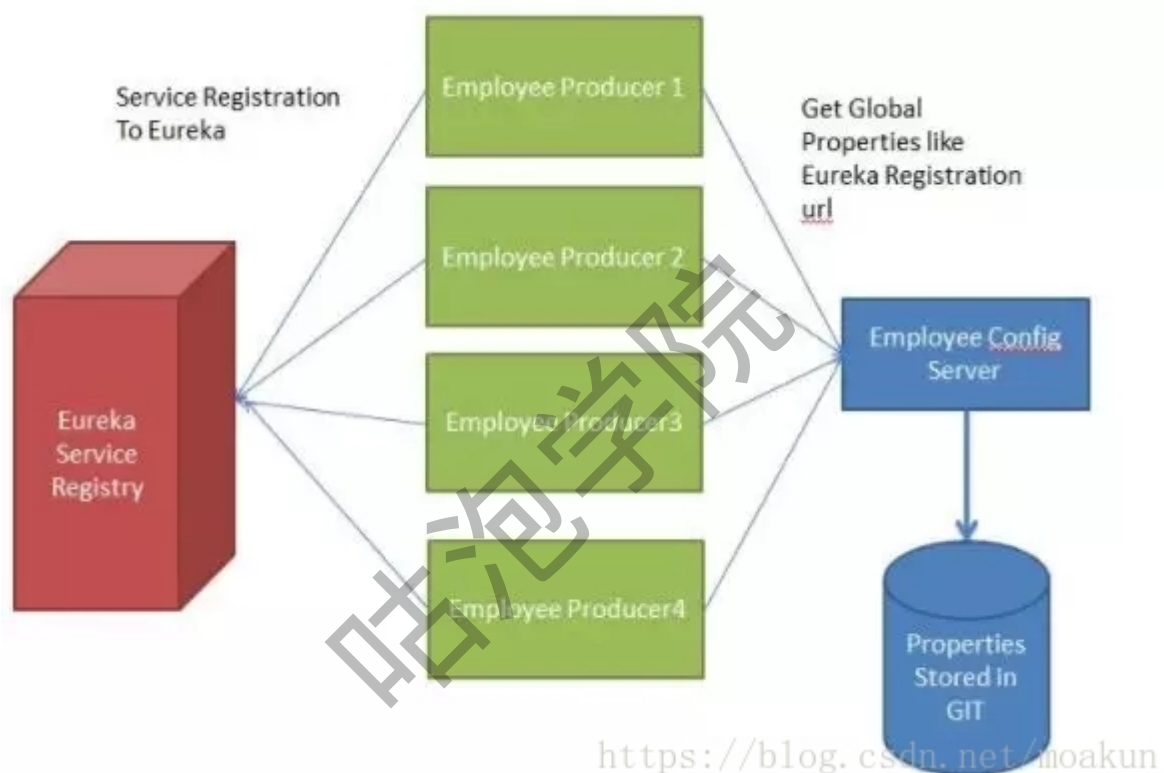 Service Registration
To Eureka
Employee Producer 1
Get Global
Properties like
Eureka Registration
url
Employee Producer 2
Employee Config
Server
Employee Producer3
Eureka
Service
Registry
Employee Producer4
Properties
Stored in
GIT
咕泡学院
https://blog.csdn.net/moakun